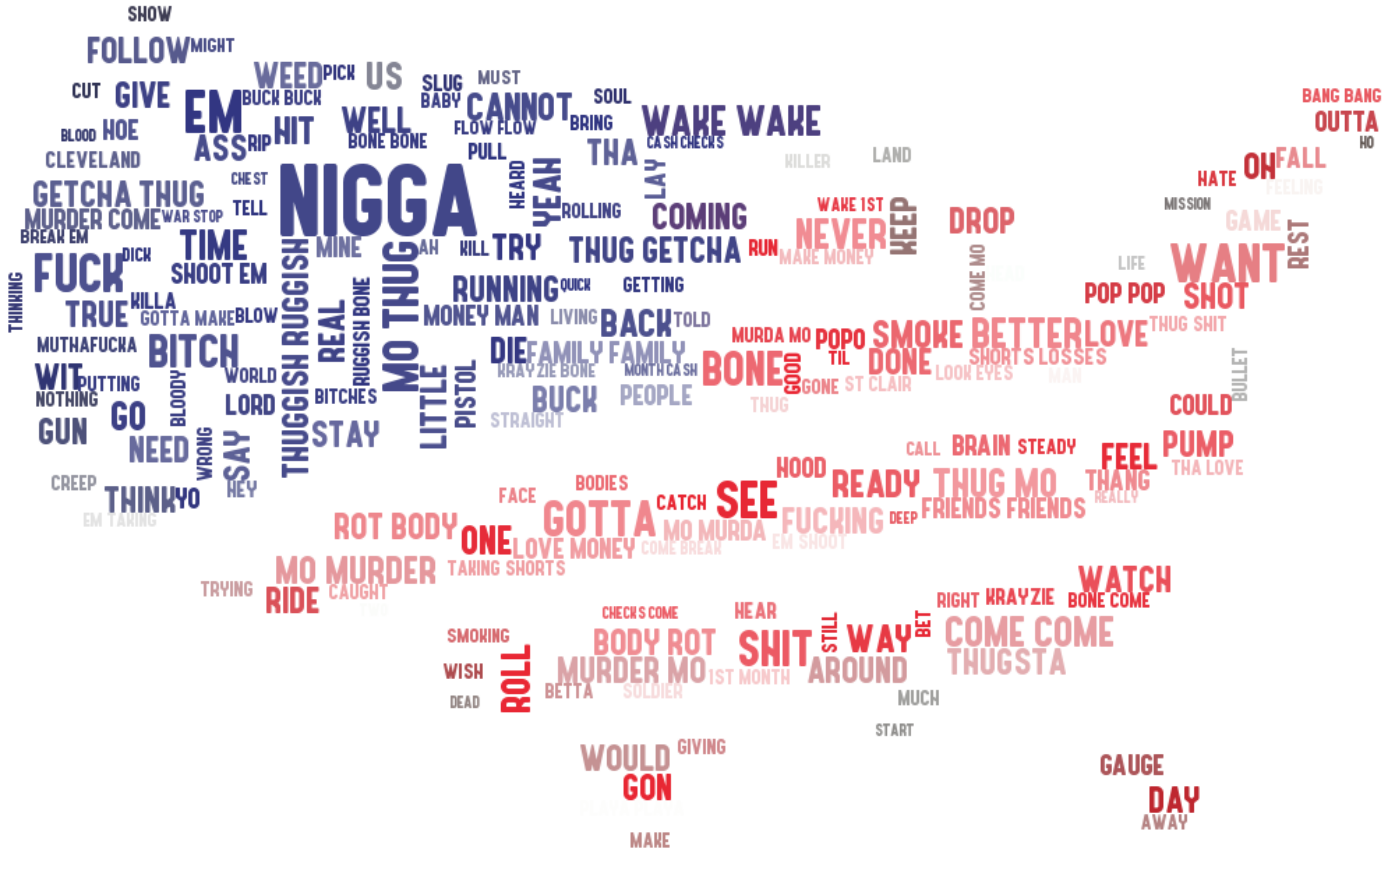 SHOW
FOLLOW
MIGHT
WEED
PICK
US
SLUG
MUST
CUT
GIVE
EM
BUCK BUCK
BABY
CANNOT
SOUL
BANG BANG
BLOOD
HOE
ASS
RIP
HIT
WELL
BONE BONE
FLOW FLOW
BRING
WAKE WAKE
CASH CHECKS
OUTTA
HO
CLEVELAND
PULL
THA
KILLER
LAND
OH
FALL
CHEST
NIGGA
HEARD
YEAH
LAY
HATE
FEELING
GETCHA THUG
MURDER COME
WAR STOP
TELL
ROLLING
COMING
WAKE 1ST
KEEP
DROP
MISSION
GAME
BREAK EM
DICK
TIME
MINE
AH
KILL
TRY
THUG GETCHA
RUN
NEVER
MAKE MONEY
REST
FUCK
SHOOT EM
MO THUG
THUGGISH RUGGISH
RUNNING
QUICK
GETTING
COME MO
LIFE
WANT
THINKING
KILLA
TRUE
GOTTA MAKE
BLOW
REAL
RUGGISH BONE
MONEY MAN
LIVING
BACK
TOLD
POP POP
SHOT
MUTHAFUCKA
BITCH
DIE
FAMILY FAMILY
MURDA MO
POPO
SMOKE
BETTER
LOVE
THUG SHIT
WIT
PUTTING
WORLD
KRAYZIE BONE
MONTH CASH
BONE
GOOD
TIL
DONE
SHORTS LOSSES
BULLET
NOTHING
GO
BLOODY
LORD
BITCHES
LITTLE
PISTOL
BUCK
PEOPLE
THUG
GONE
ST CLAIR
LOOK EYES
MAN
GUN
NEED
WRONG
SAY
STAY
STRAIGHT
COULD
CREEP
THINK
YO
HEY
HOOD
CALL
BRAIN
STEADY
FEEL
PUMP
EM TAKING
FACE
BODIES
CATCH
SEE
READY
THUG MO
THANG
THA LOVE
REALLY
ROT BODY
ONE
GOTTA
MO MURDA
FUCKING
DEEP
FRIENDS FRIENDS
LOVE MONEY
COME BREAK
EM SHOOT
MO MURDER
TAKING SHORTS
TRYING
RIDE
CAUGHT
WATCH
CHECKS COME
HEAR
RIGHT
KRAYZIE
BONE COME
SMOKING
BODY ROT
SHIT
STILL
WAY
BET
COME COME
WISH
ROLL
MURDER MO
1ST MONTH
AROUND
THUGSTA
DEAD
BETTA
SOLDIER
MUCH
START
WOULD
GIVING
GAUGE
GON
DAY
AWAY
MAKE